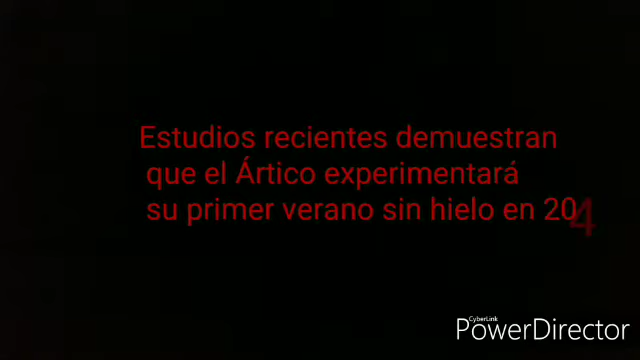 Estudios recientes demuestran
que el Ártico experimentará
su primer verano sin hielo en 204
CyberLink
PowerDirector